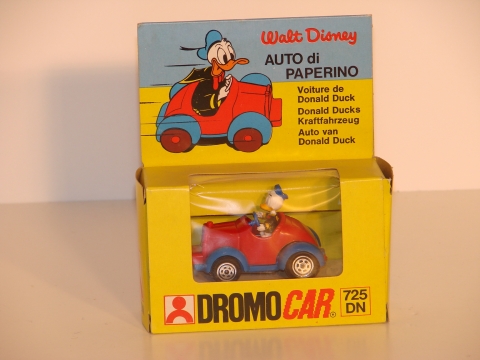 Walt Disney
AUTO di
PAPERINO
Voiture de
Donald Duck
Donald Ducks
Kraftfahrzeug
Auto van
Donald Duck
DROMOCAR®
725
DN